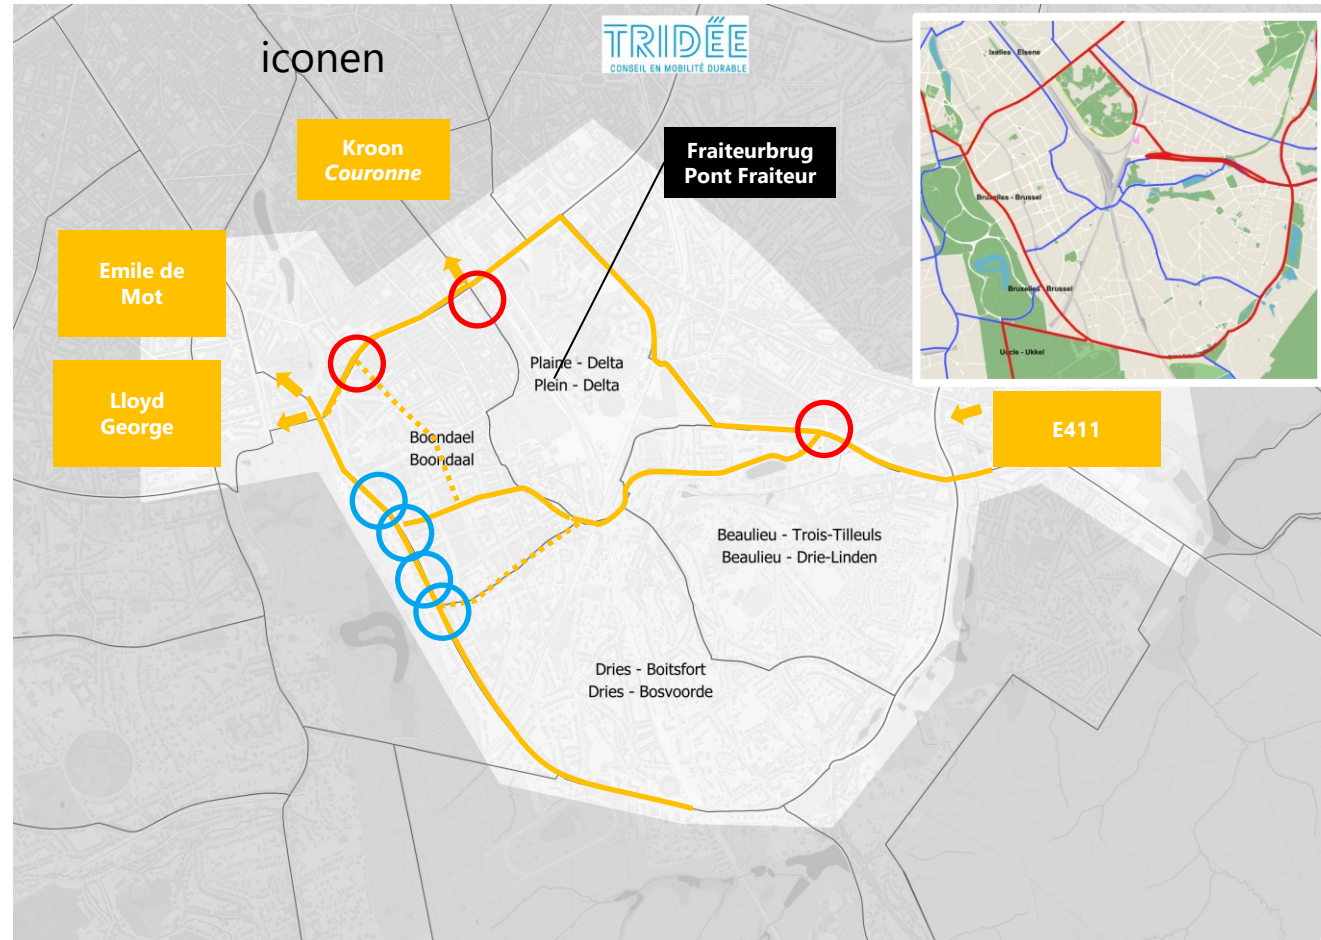 iconen
TRIDËE
CONSEIL EN MOBILITÉ DURABLE
Ixelles - Elsene
Bruxelles - Brussel
Bruxelles - Brussel
Uccle - Ukkel
Kroon
Couronne
Fraiteurbrug
Pont Fraiteur
Emile de
Mot
Lloyd
George
E411
Plaine - Delta
Plein - Delta
Boondael
Boondaal
Beaulieu - Trois-Tilleuls
Beaulieu - Drie-Linden
Dries - Boitsfort
Dries - Bosvoorde